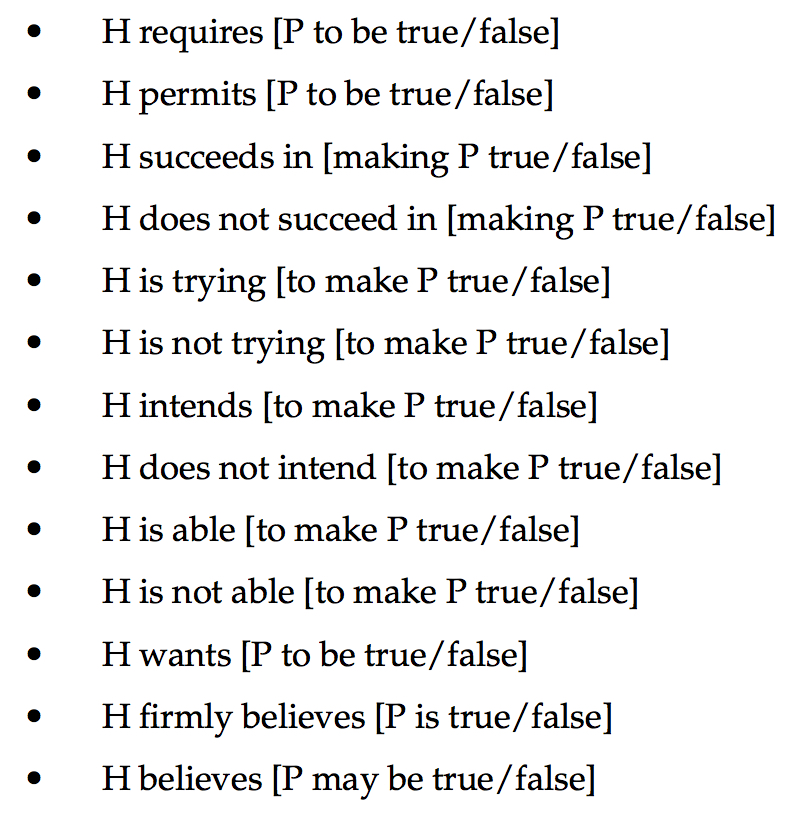 • H requires [P to be true/false]
• H permits [P to be true/false]
• H succeeds in [making P true/false]
• H does not succeed in [making P true/false]
• H is trying [to make P true/false]
• H is not trying [to make P true/false]
• H intends [to make P true/false]
• H does not intend [to make P true/false]
• H is able [to make P true/false]
• H is not able [to make P true/false]
• H wants [P to be true/false]
• H firmly believes [P is true/false]
• H believes [P may be true/false]